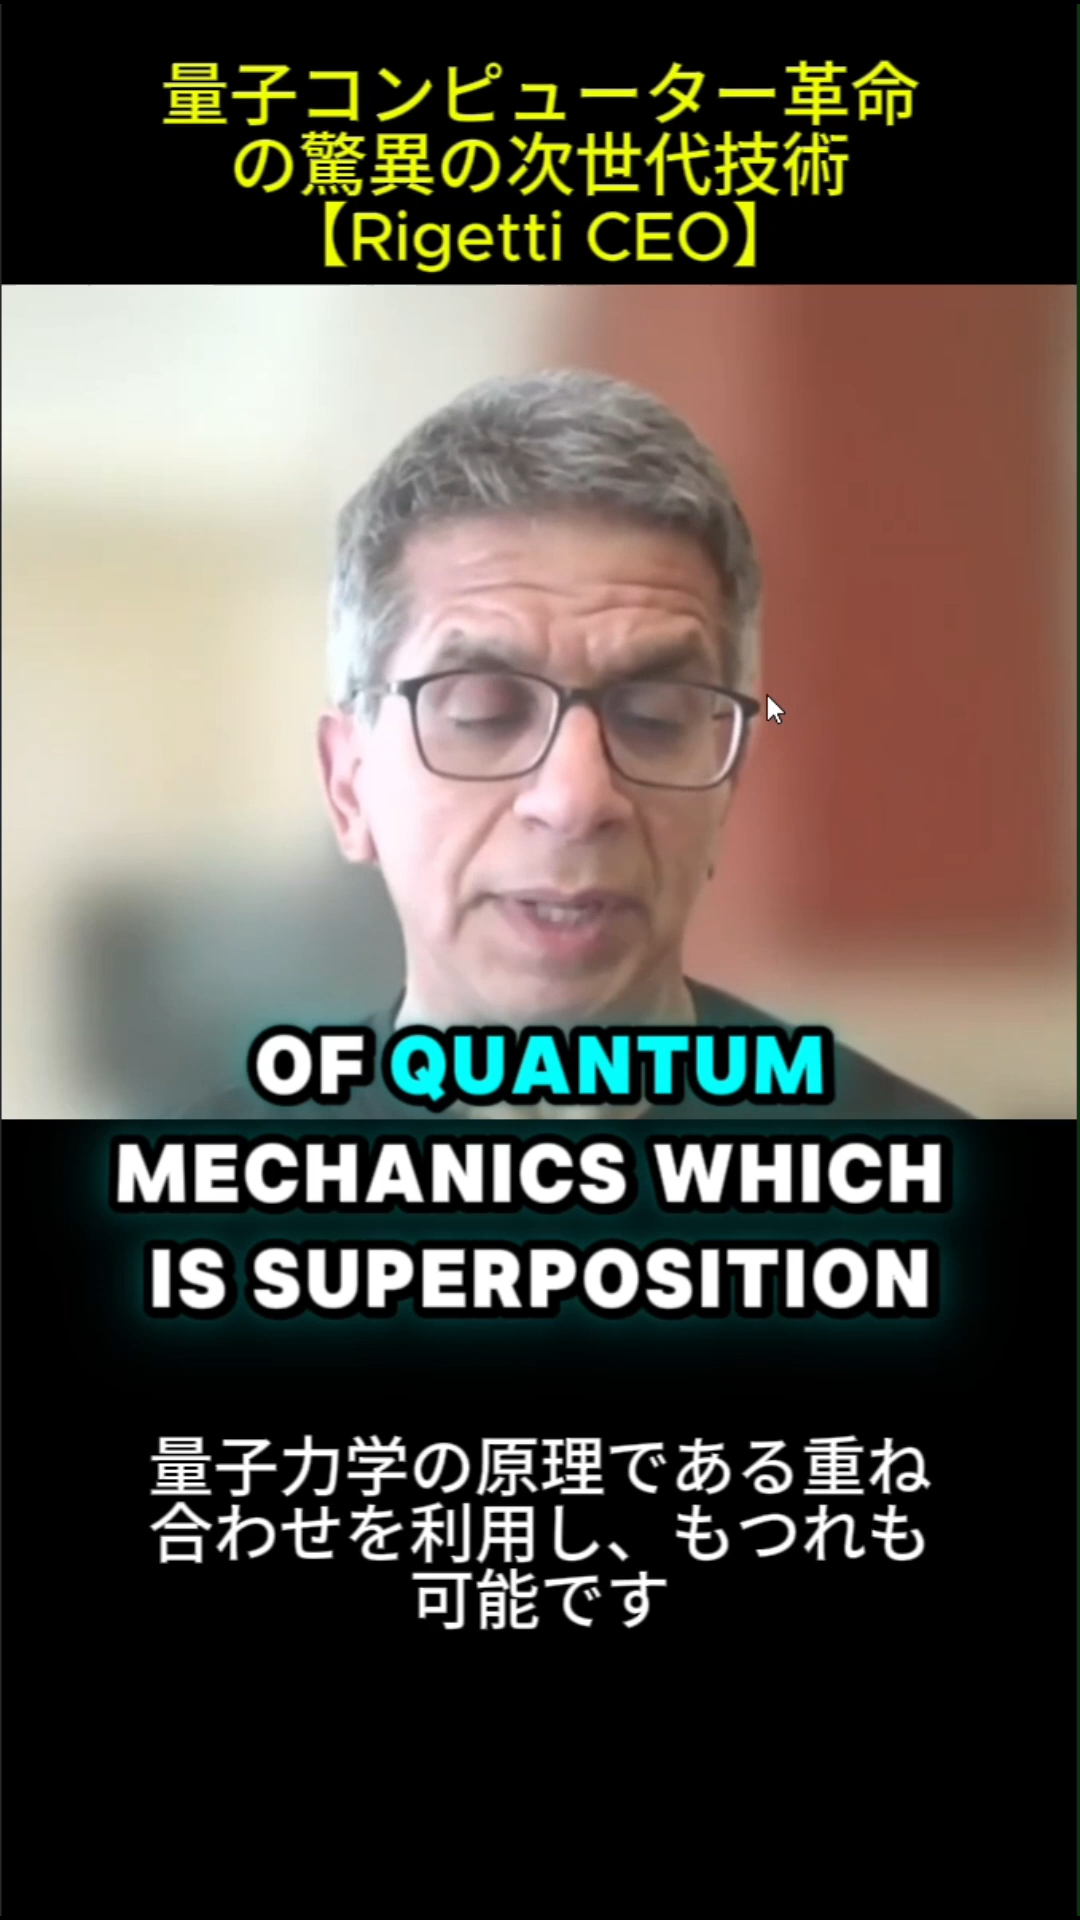 量子コンピューター革命
の驚異の次世代技術
【Rigetti CEO】
OF QUANTUM
MECHANICS WHICH
IS SUPERPOSITION
量子力学の原理である重ね
合わせを利用し、もつれも
可能です